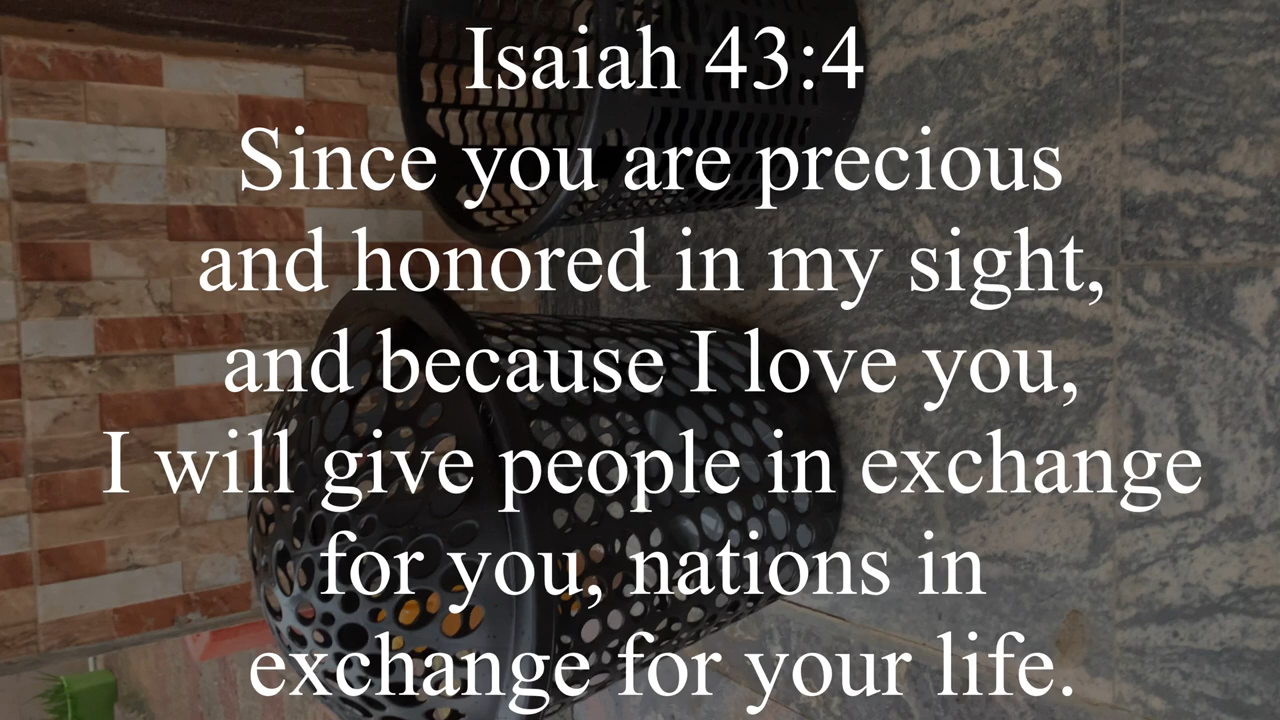 Isaiah 43:4
Since you are precious
and honored in my sight,
and because I love you,
I will give people in exchange
for you, nations in
exchange for your life.